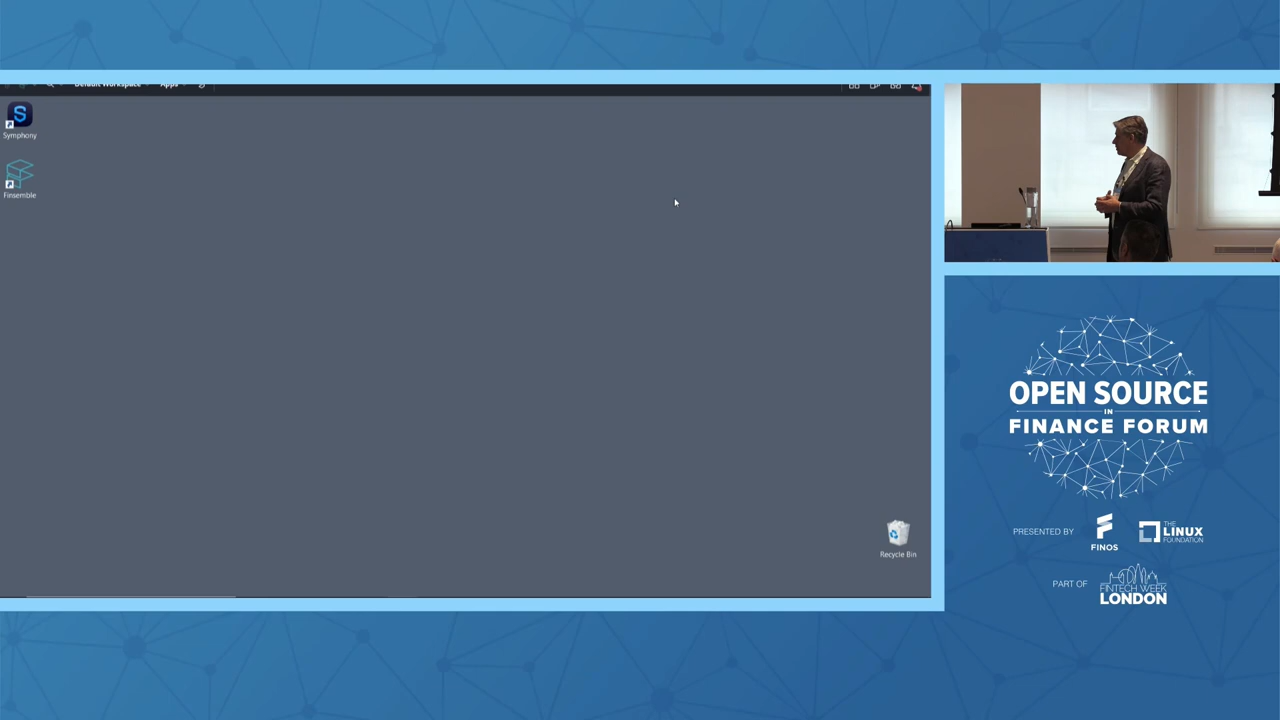 Default Workspace
Apps
Symphony
Finsemble
Recycle Bin
OPEN SOURCE
IN
FINANCE FORUM
PRESENTED BY
FINOS
THE
LINUX
FOUNDATION
PART OF
FINTECH WEEK
LONDON